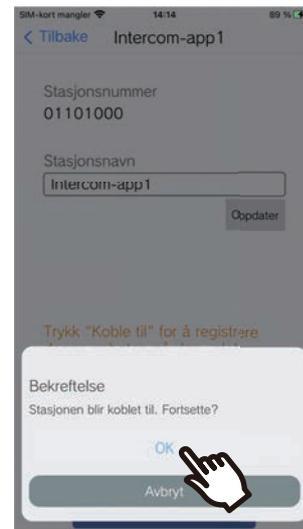 SIM-kort mangler 14:14 89 %
Tilbake Intercom-app1
Stasjonsnummer
01101000
Stasjonsnavn
Intercom-app1
Oppdater
Trykk "Koble til" for å registrere
Bekreftelse
Stasjonen blir koblet til. Fortsette?
OK
Avbryt